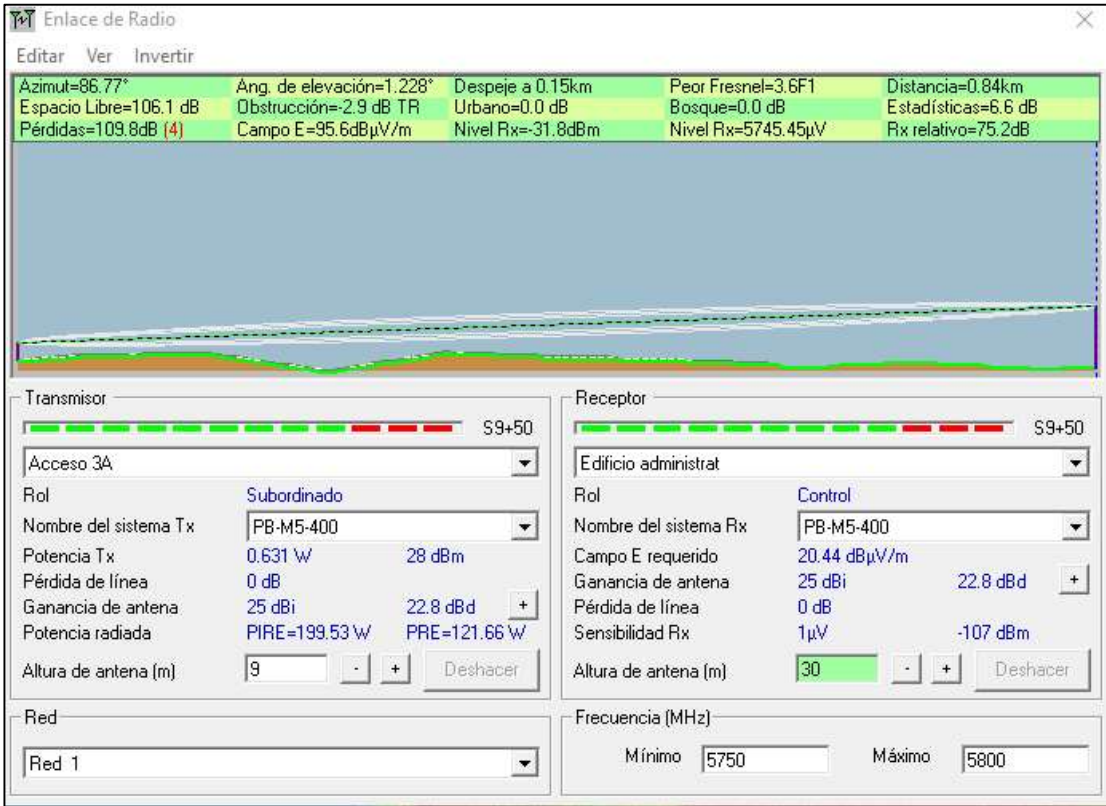 Enlace de Radio
Editar Ver Invertir
Azimut=86.77° Ang. de elevación=1.228° Despeje a 0.15km Peor Fresnel=3.6F1 Distancia=0.84km
Espacio Libre=106.1 dB Obstrucción=-2.9 dB TR Urbano=0.0 dB Bosque=0.0 dB Estadísticas=6.6 dB
Pérdidas=109.8dB (4) Campo E=95.6dBµV/m Nivel Rx=-31.8dBm Nivel Rx=5745.45µV Rx relativo=75.2dB
Transmisor
S9+50
Acceso 3A
Rol Subordinado
Nombre del sistema Tx PB-M5-400
Potencia Tx 0.631 W 28 dBm
Pérdida de línea 0 dB
Ganancia de antena 25 dBi 22.8 dBd +
Potencia radiada PIRE=199.53 W PRE=121.66 W
Altura de antena (m) 9 - + Deshacer
Receptor
S9+50
Edificio administrat
Rol Control
Nombre del sistema Rx PB-M5-400
Campo E requerido 20.44 dBµV/m
Ganancia de antena 25 dBi 22.8 dBd +
Pérdida de línea 0 dB
Sensibilidad Rx 1µV -107 dBm
Altura de antena (m) 30 - + Deshacer
Red
Red 1
Frecuencia (MHz)
Mínimo 5750 Máximo 5800